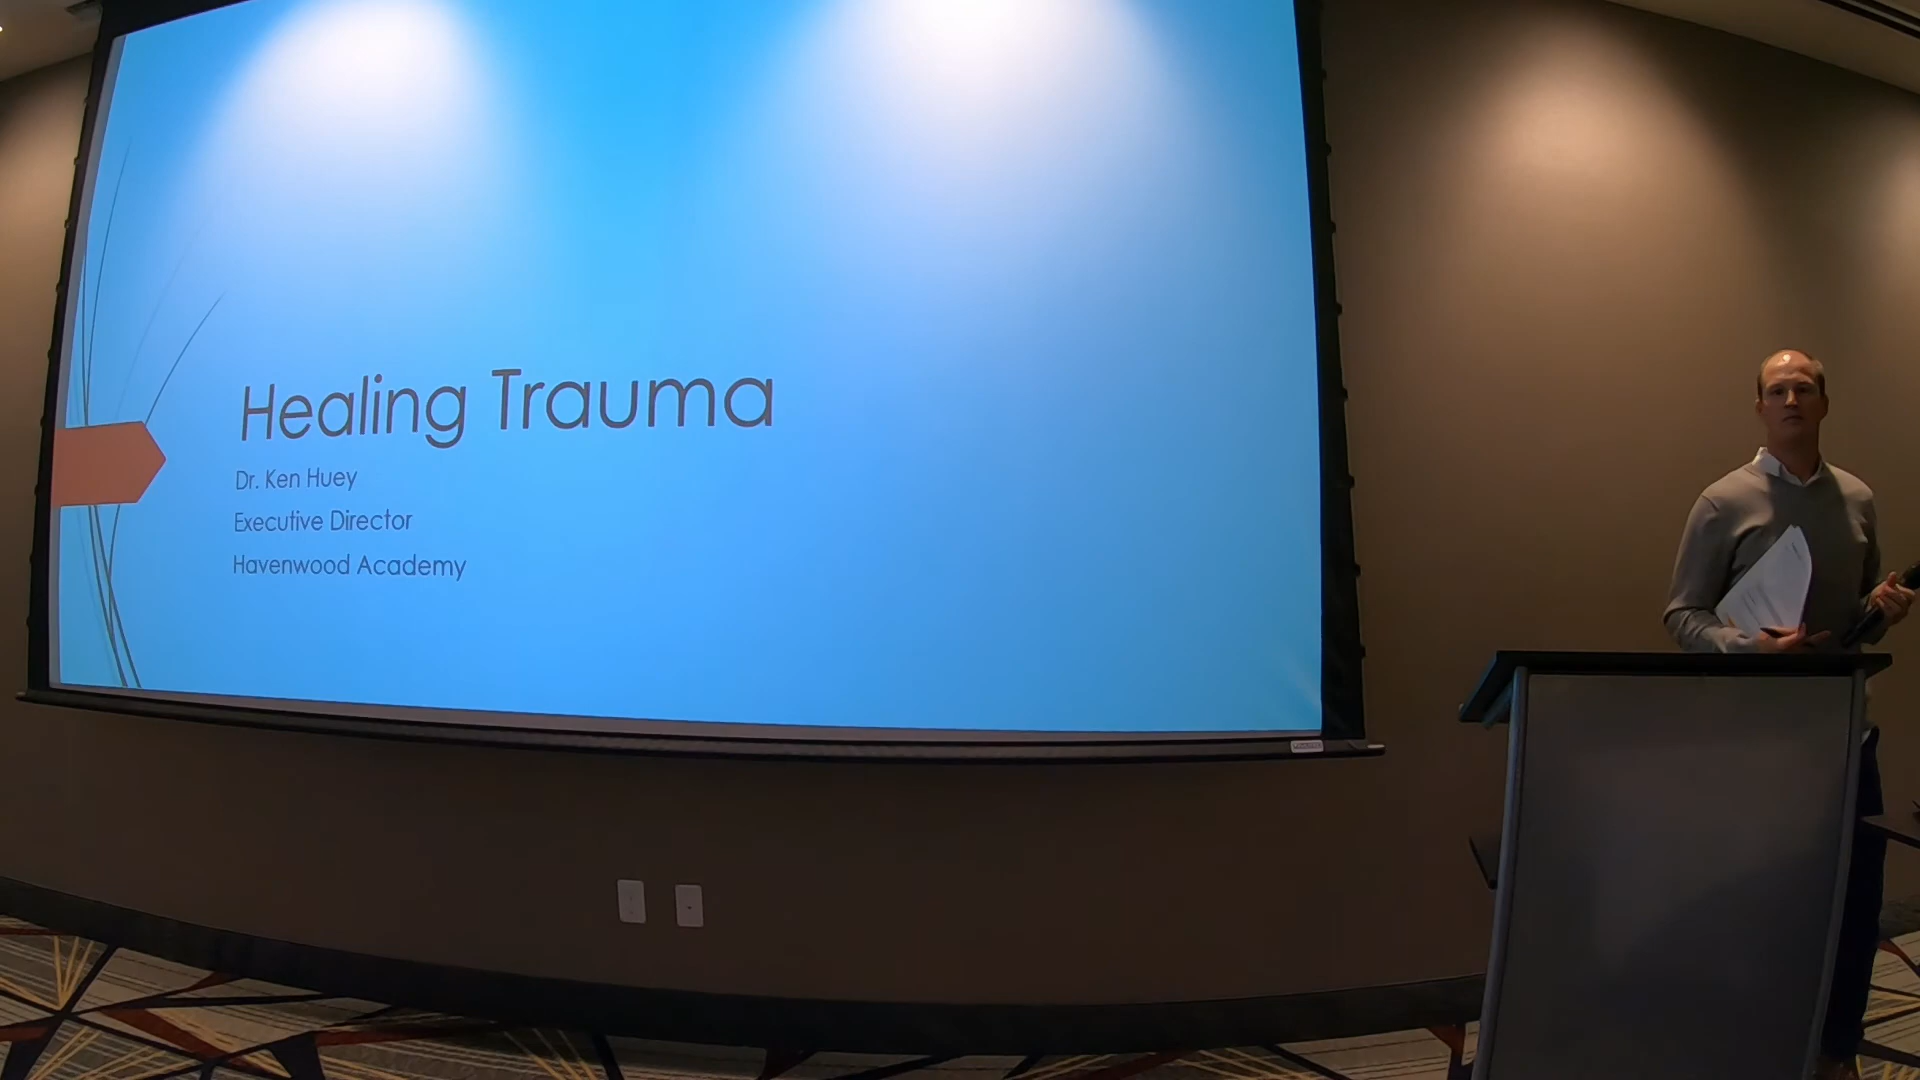 Healing Trauma
Dr. Ken Huey
Executive Director
Havenwood Academy